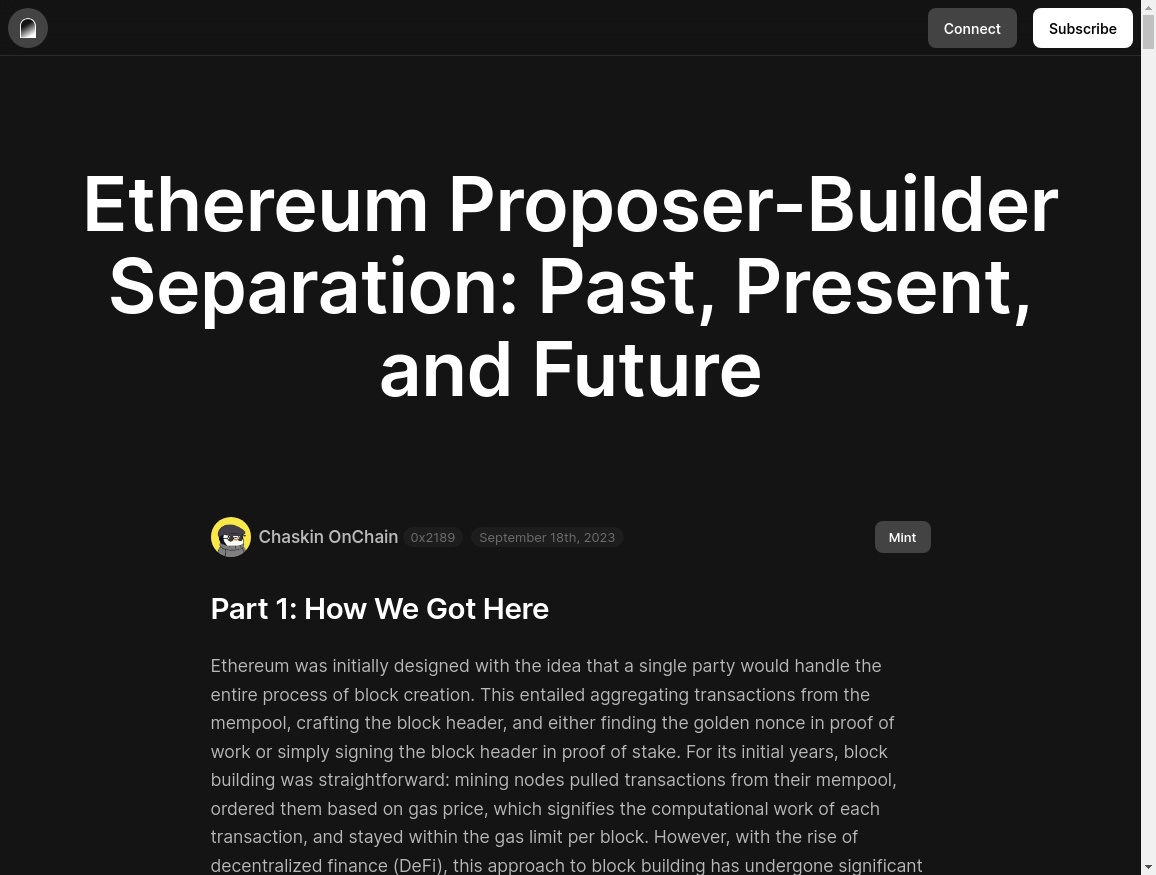 Connect
Subscribe
Ethereum Proposer-Builder
Separation: Past, Present,
and Future
Chaskin OnChain 0x2189 September 18th, 2023
Mint
Part 1: How We Got Here
Ethereum was initially designed with the idea that a single party would handle the
entire process of block creation. This entailed aggregating transactions from the
mempool, crafting the block header, and either finding the golden nonce in proof of
work or simply signing the block header in proof of stake. For its initial years, block
building was straightforward: mining nodes pulled transactions from their mempool,
ordered them based on gas price, which signifies the computational work of each
transaction, and stayed within the gas limit per block. However, with the rise of
decentralized finance (DeFi), this approach to block building has undergone significant